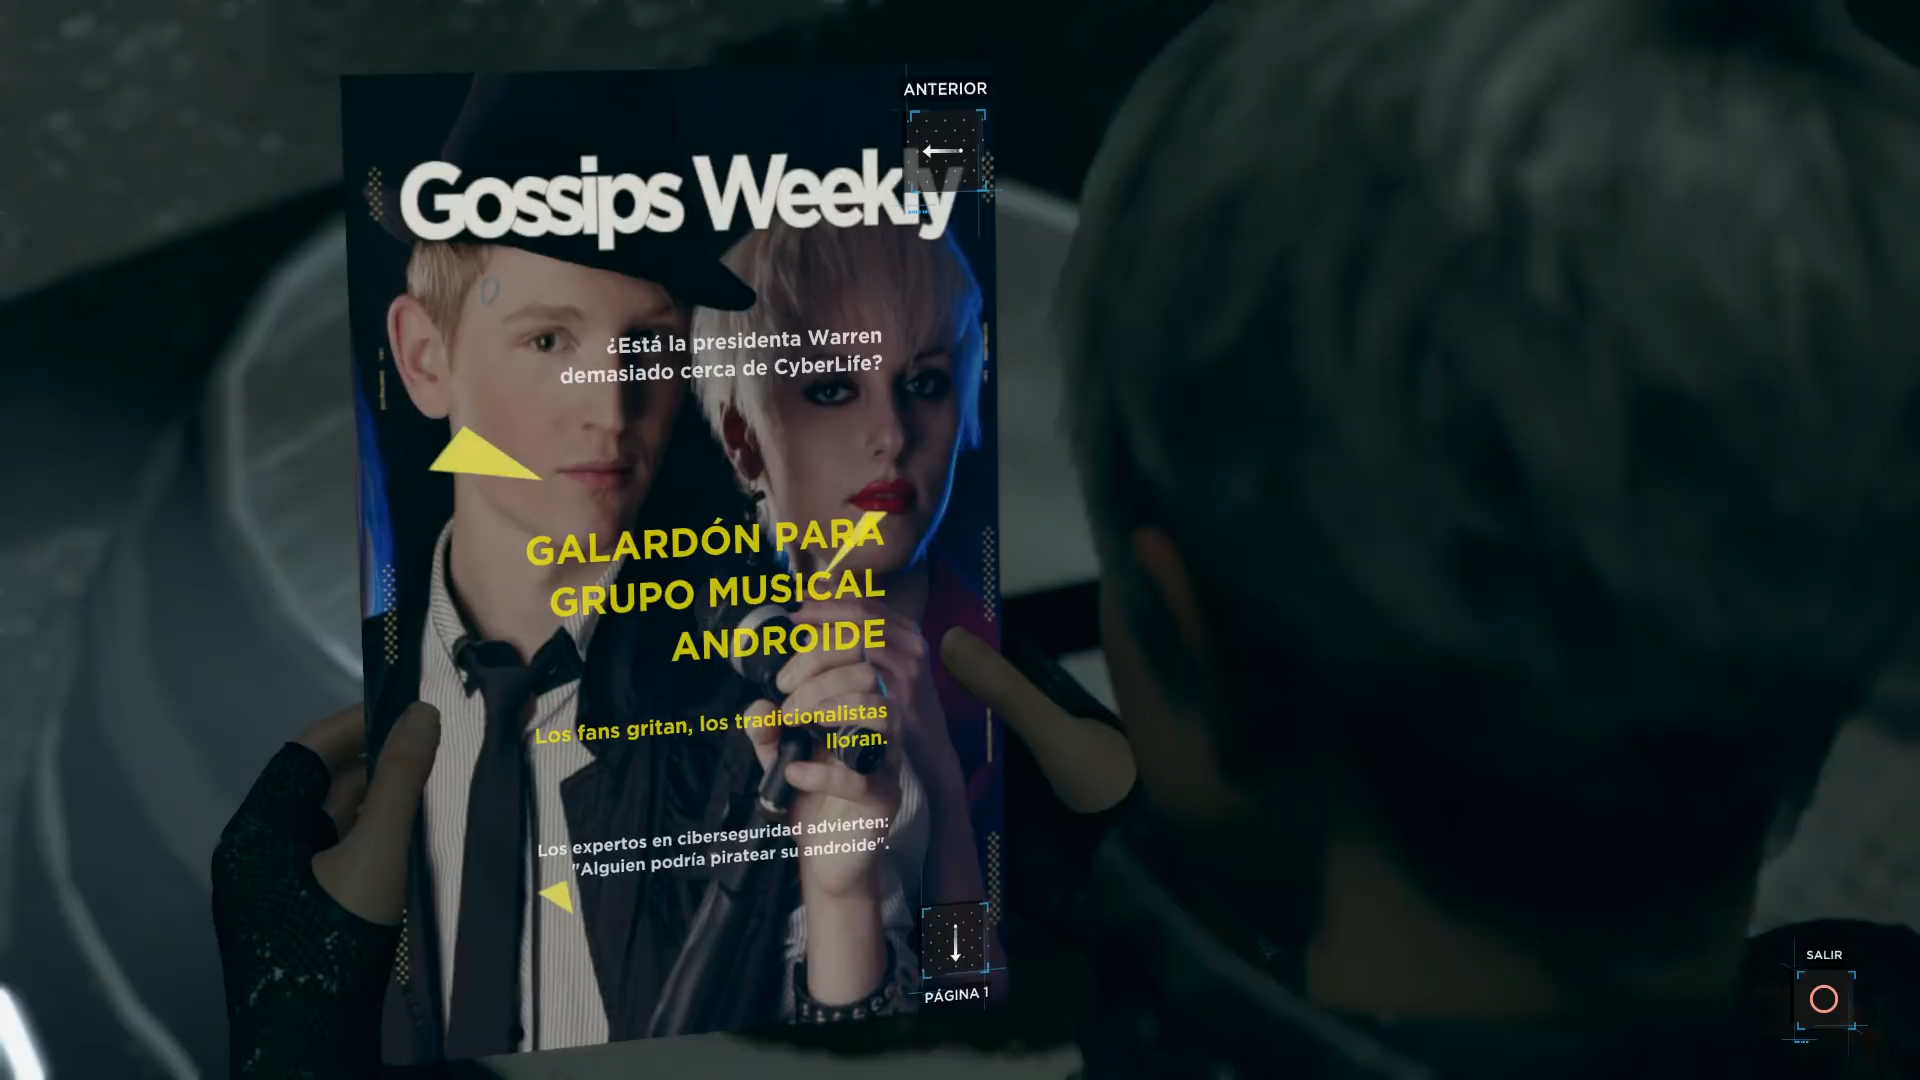 ANTERIOR
Gossips Weekly
¿Está la presidenta Warren
demasiado cerca de CyberLife?
GALARDÓN PARA
GRUPO MUSICAL
ANDROIDE
Los fans gritan, los tradicionalistas
lloran.
Los expertos en ciberseguridad advierten:
"Alguien podría piratear su androide".
PÁGINA 1
SALIR